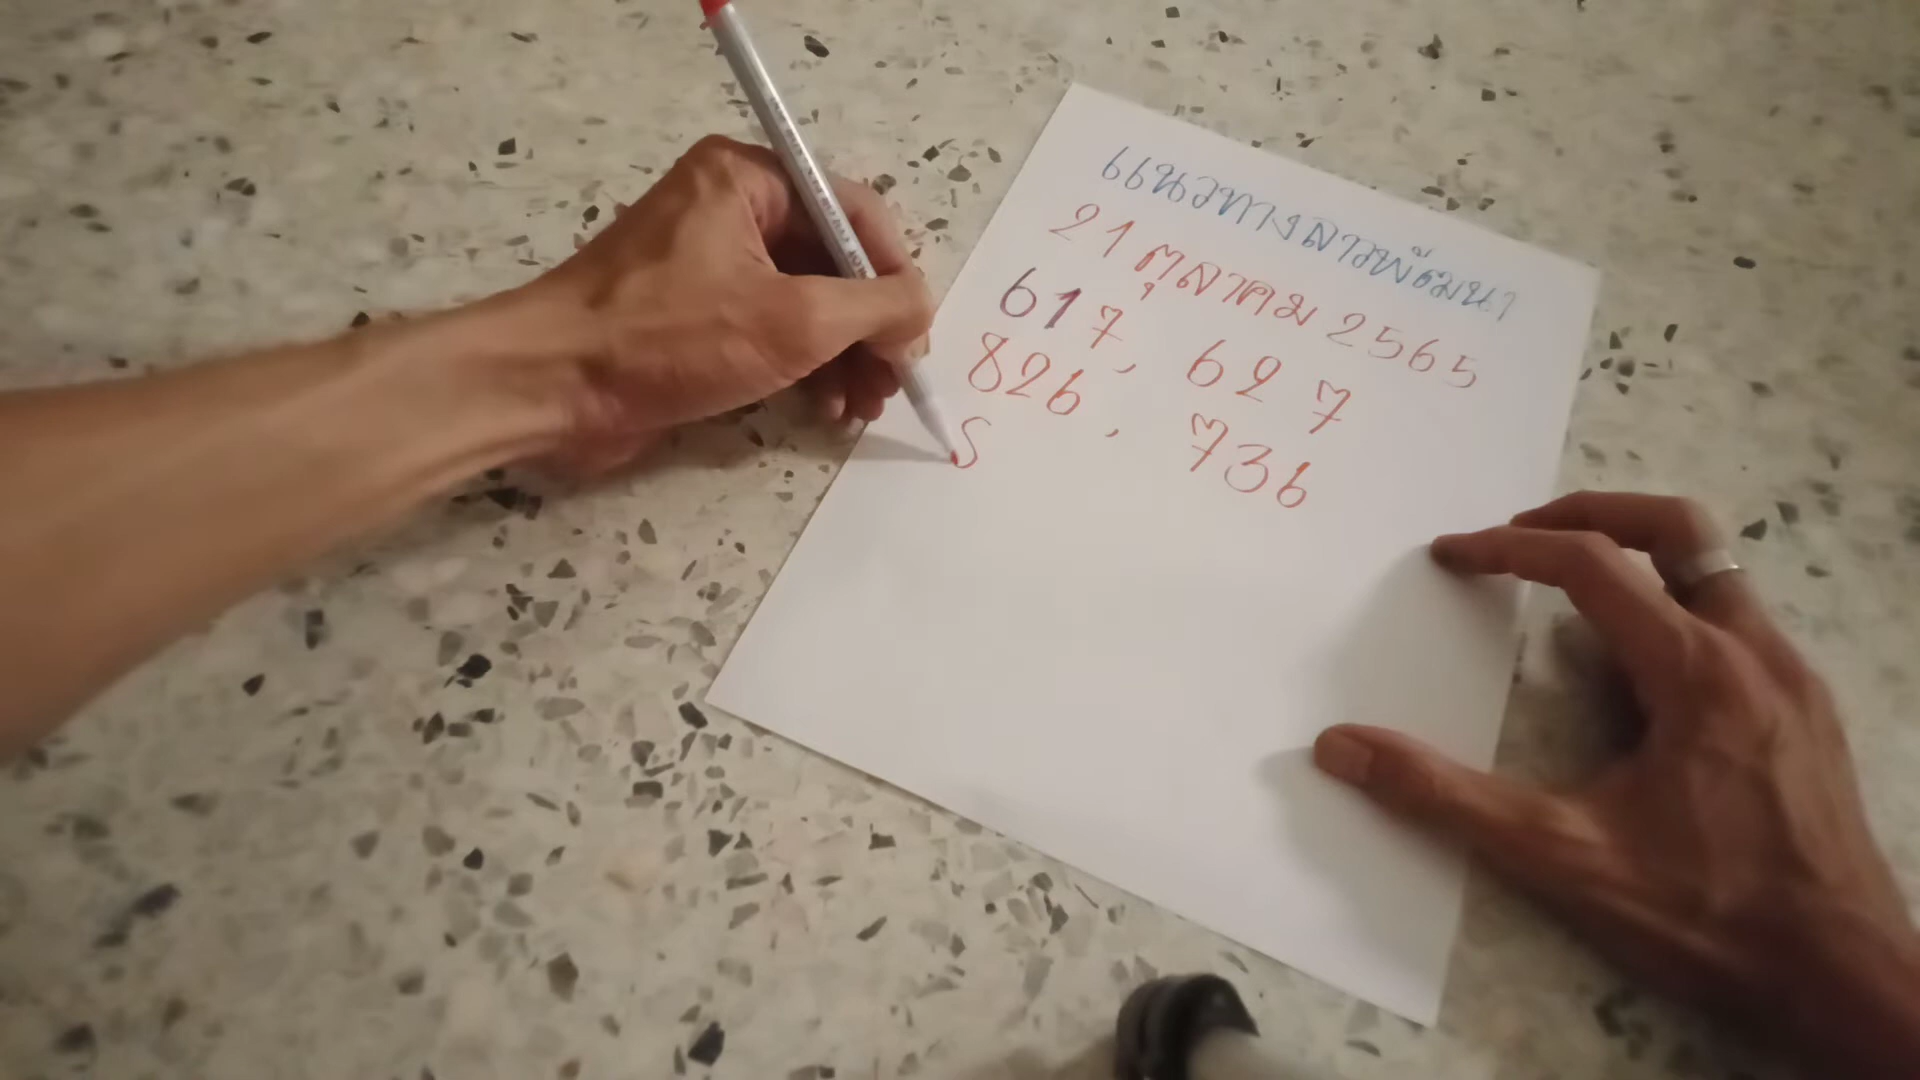 แนวทางลาวพัฒนา
21 ตุลาคม 2565
617, 627
826, 736